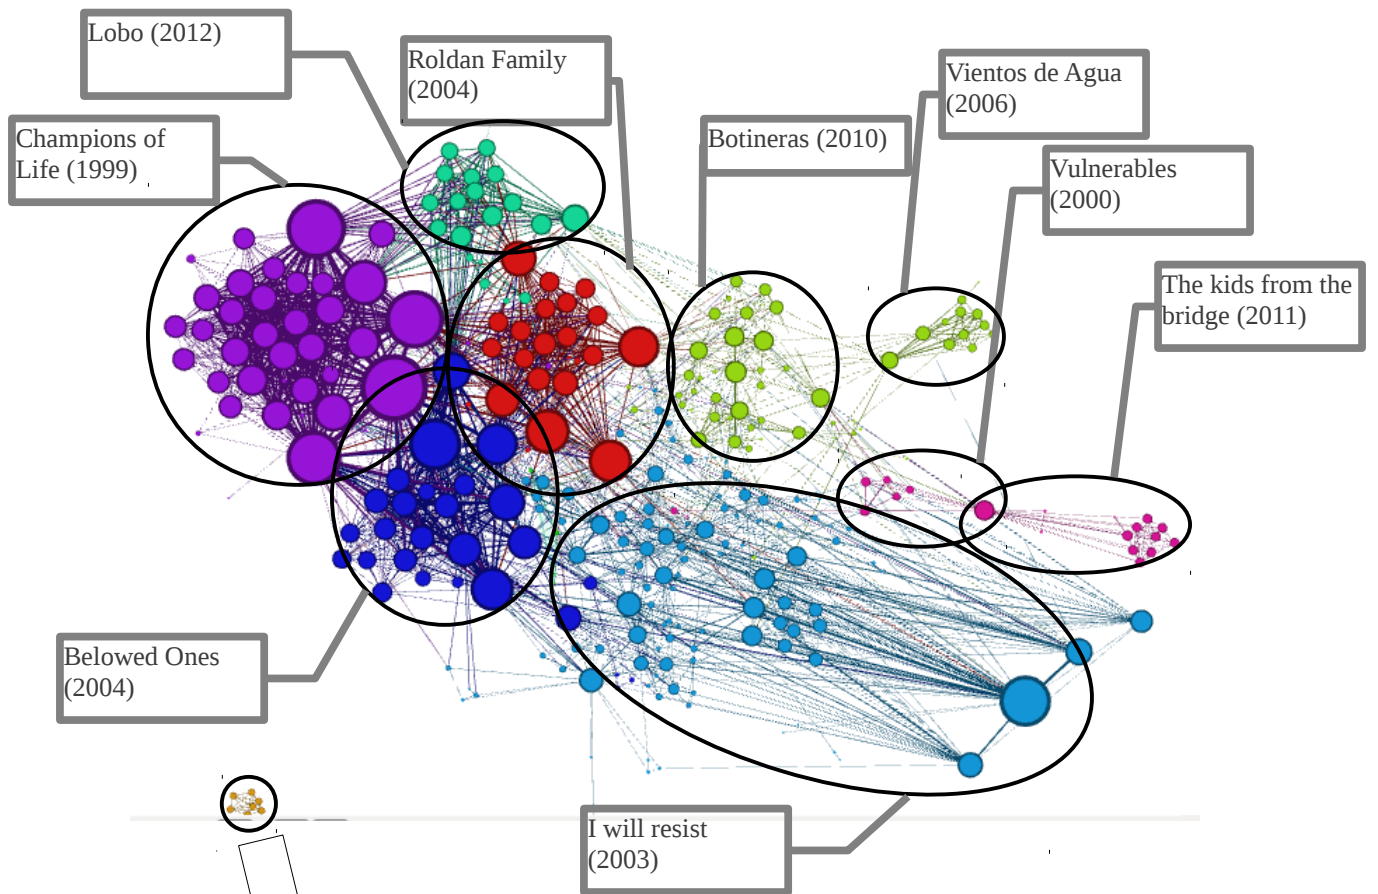 Lobo (2012)
Roldan Family
(2004)
Vientos de Agua
(2006)
Champions of
Life (1999)
Botineras (2010)
Vulnerables
(2000)
The kids from the
bridge (2011)
Belowed Ones
(2004)
I will resist
(2003)